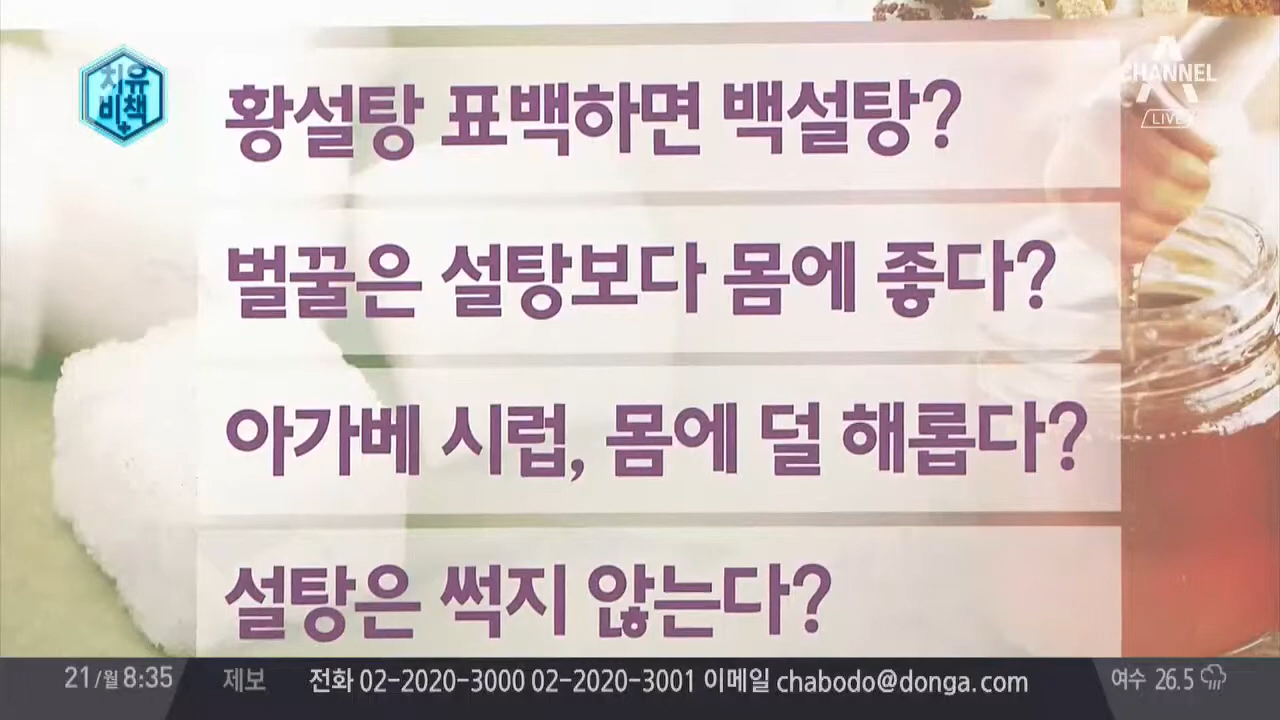 치유
비책
CHANNEL A
LIVE
황설탕 표백하면 백설탕?
벌꿀은 설탕보다 몸에 좋다?
아가베 시럽, 몸에 덜 해롭다?
설탕은 썩지 않는다?
21/월 8:35 제보 전화 02-2020-3000 02-2020-3001 이메일 chabodo@donga.com 여수 26.5